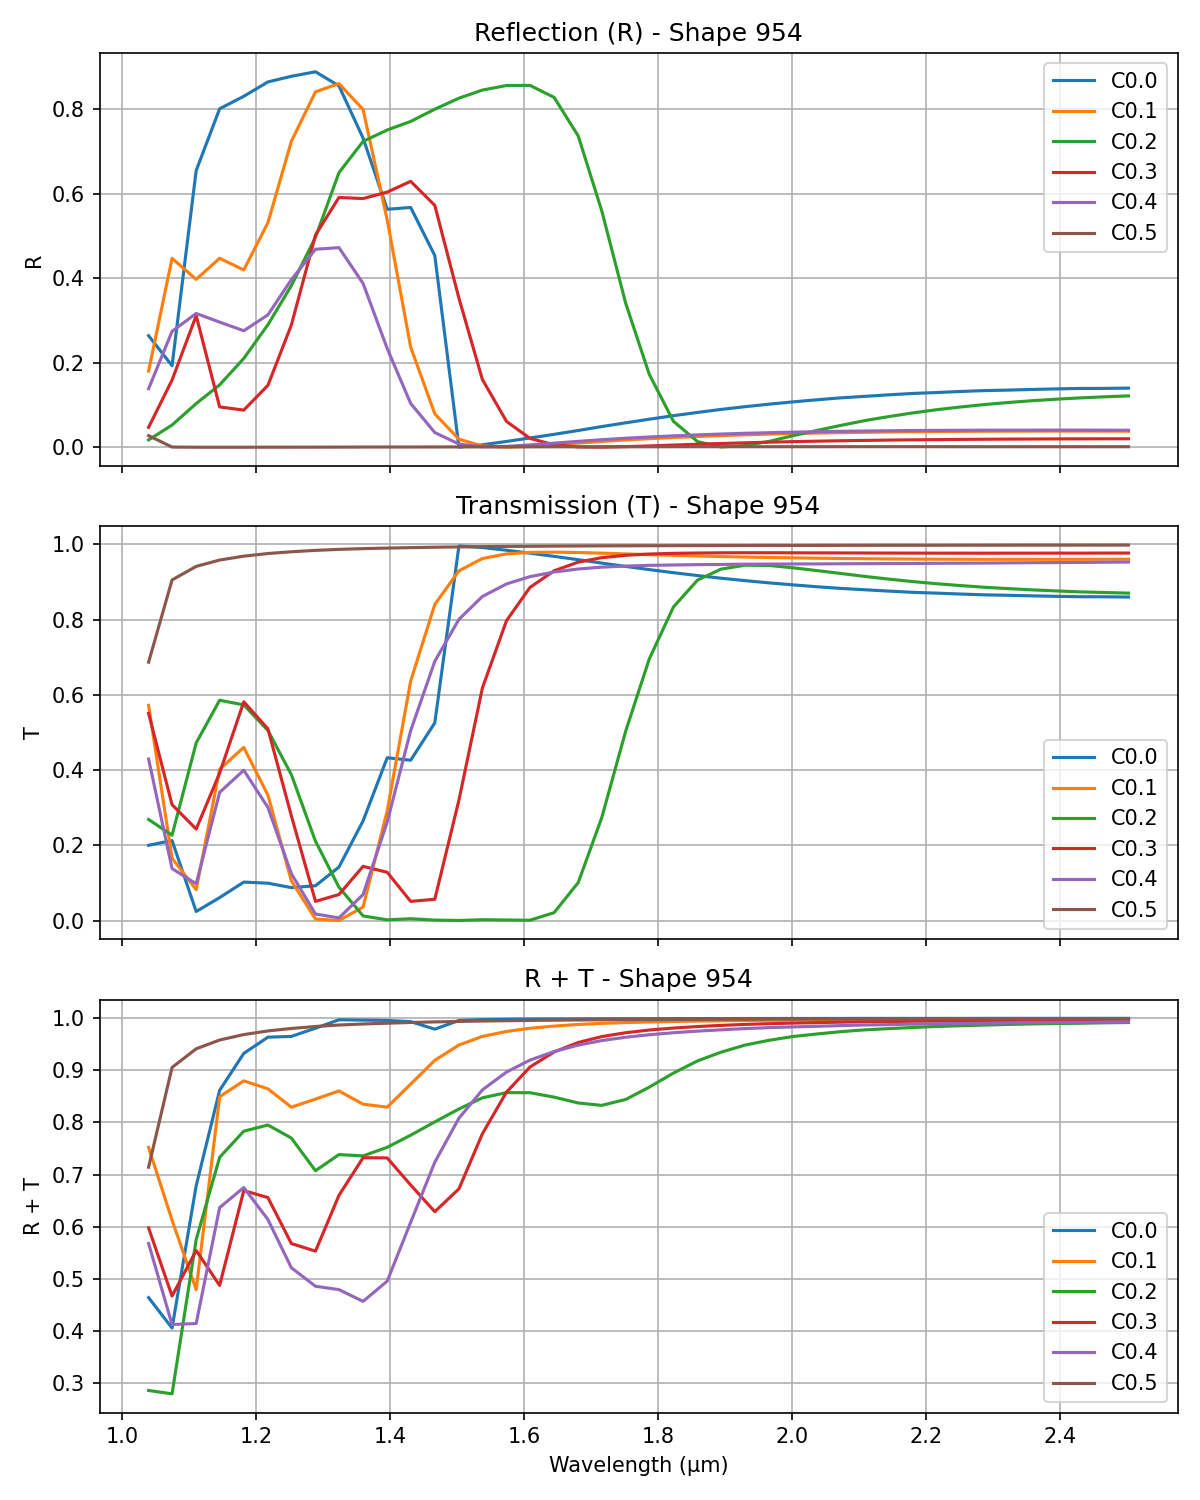 Reflection (R) - Shape 954
R
0.8
0.6
0.4
0.2
0.0
C0.0
C0.1
C0.2
C0.3
C0.4
C0.5
Transmission (T) - Shape 954
T
1.0
0.8
0.6
0.4
0.2
0.0
C0.0
C0.1
C0.2
C0.3
C0.4
C0.5
R + T - Shape 954
R + T
1.0
0.9
0.8
0.7
0.6
0.5
0.4
0.3
C0.0
C0.1
C0.2
C0.3
C0.4
C0.5
1.0 1.2 1.4 1.6 1.8 2.0 2.2 2.4
Wavelength (μm)